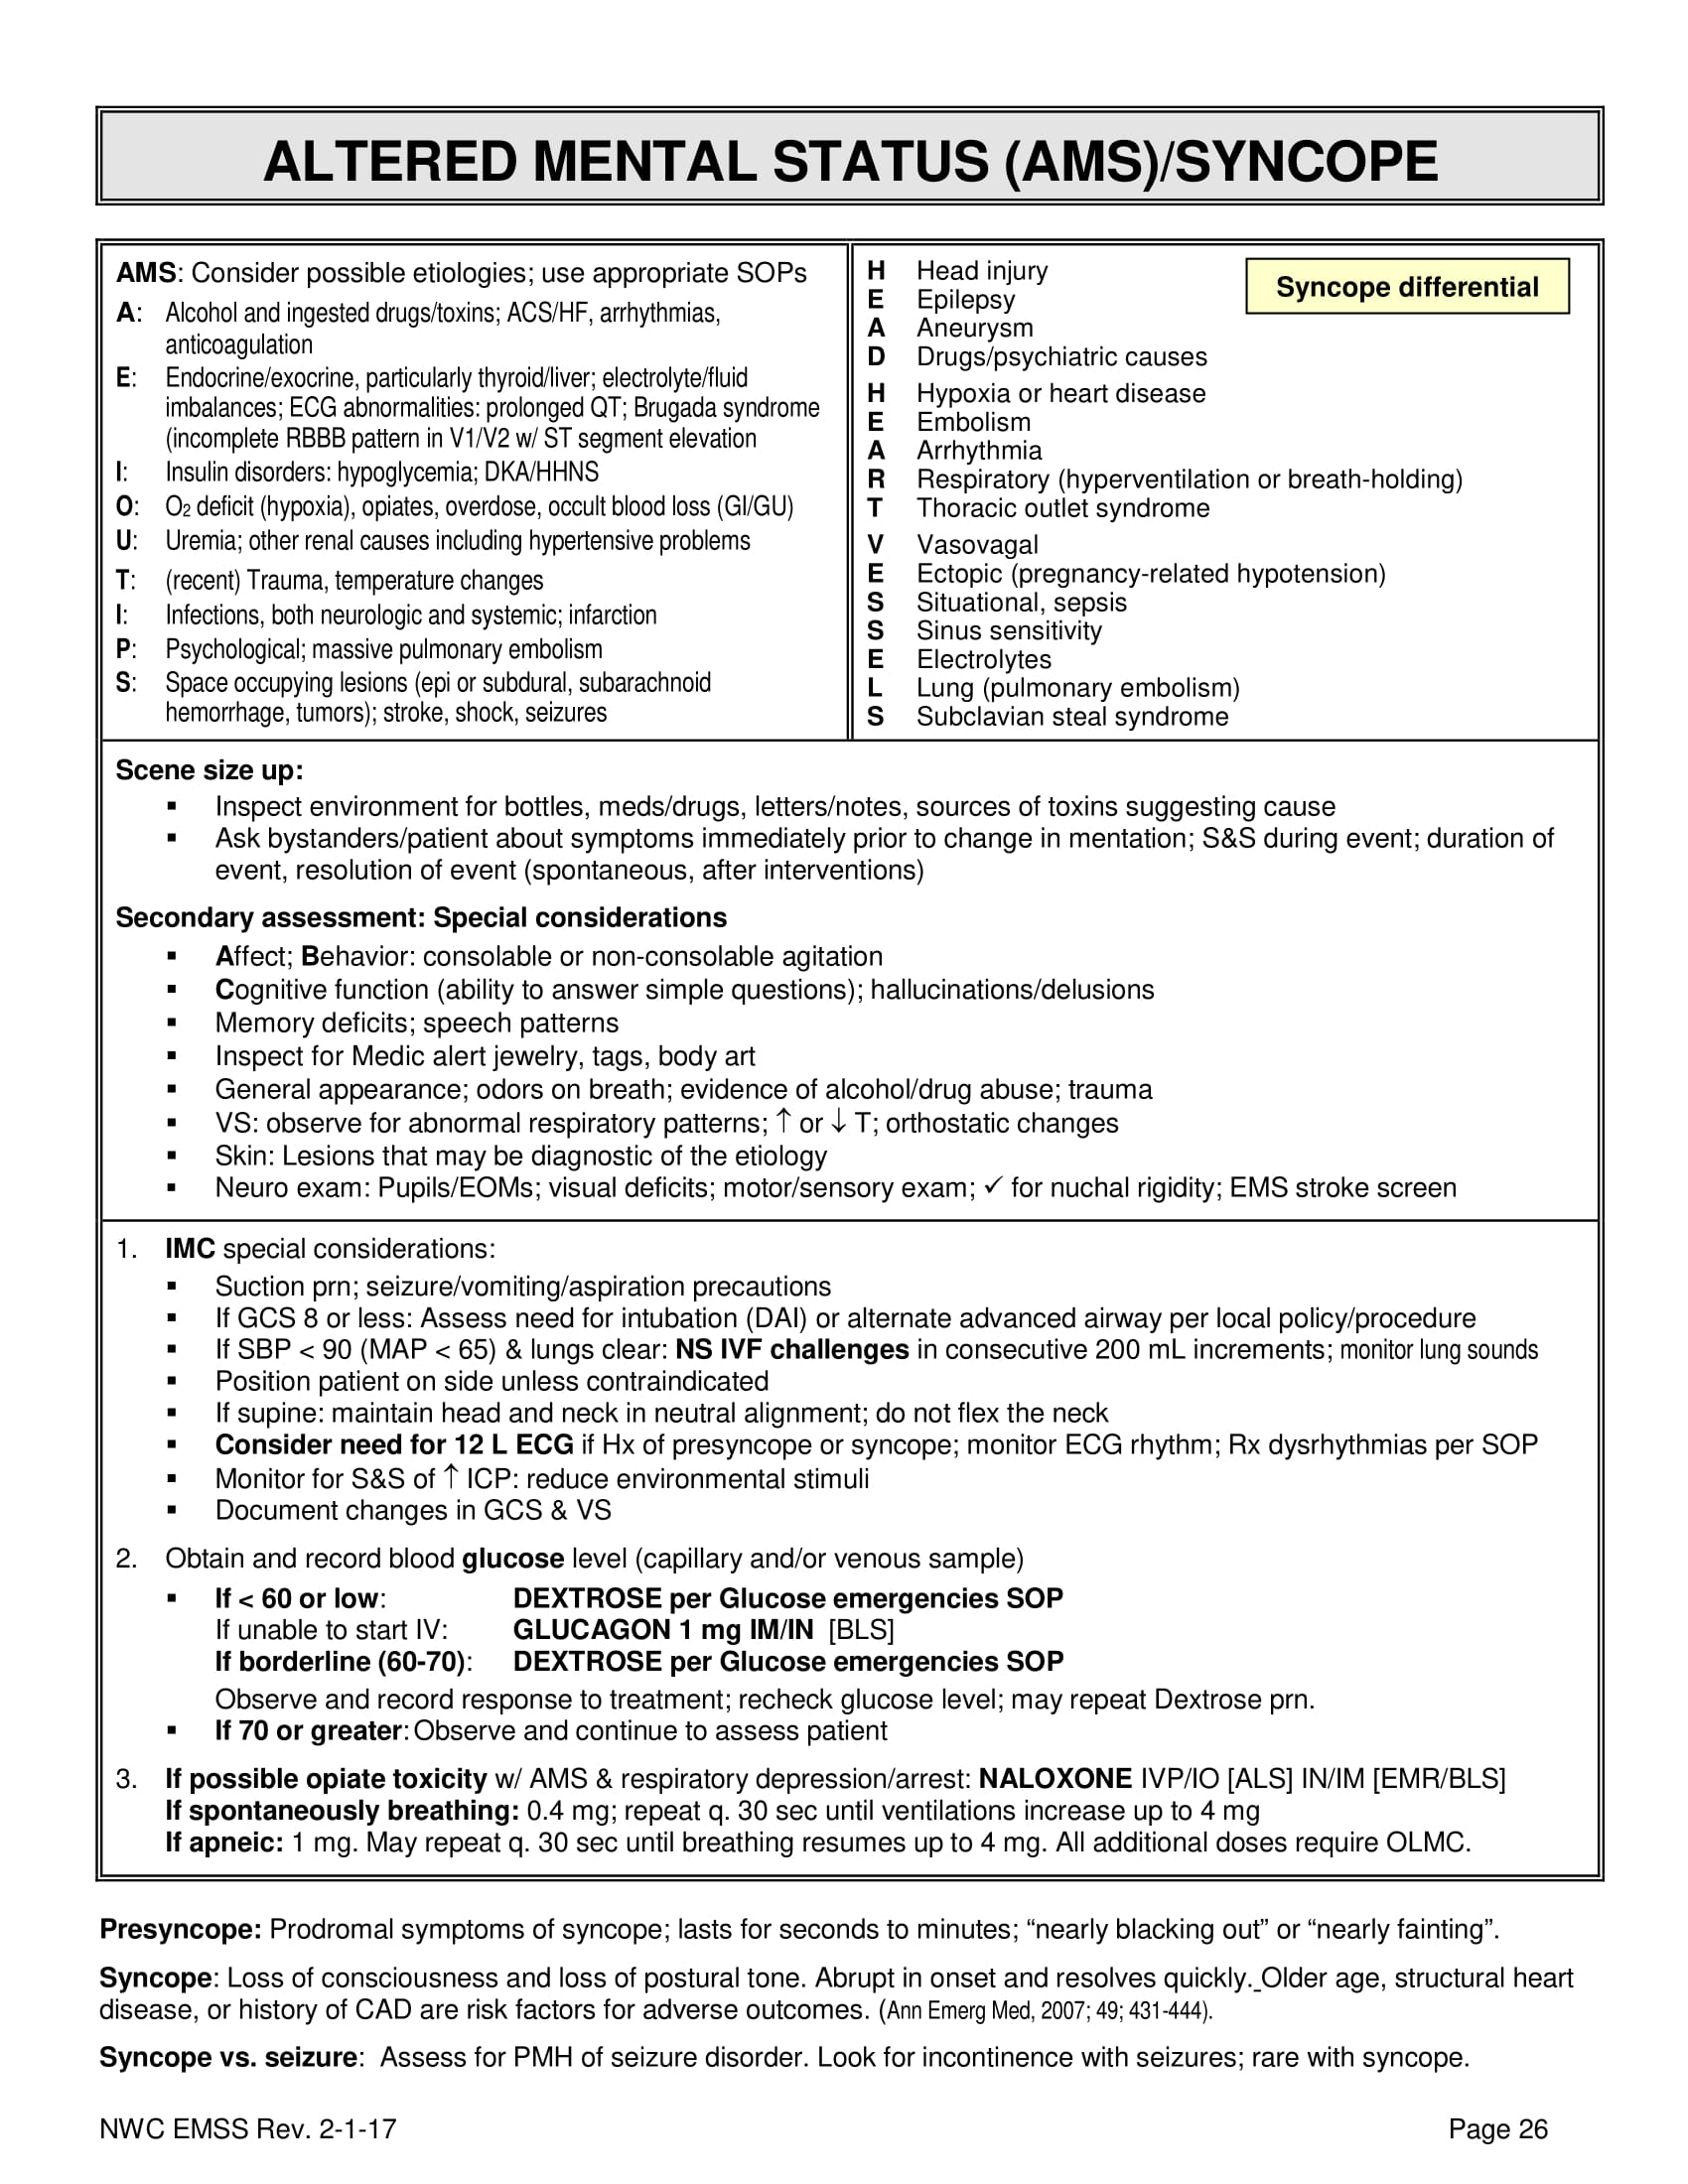 ALTERED MENTAL STATUS (AMS)/SYNCOPE
AMS: Consider possible etiologies; use appropriate SOPs
A: Alcohol and ingested drugs/toxins; ACS/HF, arrhythmias,
anticoagulation
E: Endocrine/exocrine, particularly thyroid/liver; electrolyte/fluid
imbalances; ECG abnormalities: prolonged QT; Brugada syndrome
(incomplete RBBB pattern in V1/V2 w/ ST segment elevation
I: Insulin disorders: hypoglycemia; DKA/HHNS
O: O2 deficit (hypoxia), opiates, overdose, occult blood loss (GI/GU)
U: Uremia; other renal causes including hypertensive problems
T: (recent) Trauma, temperature changes
I: Infections, both neurologic and systemic; infarction
P: Psychological; massive pulmonary embolism
S: Space occupying lesions (epi or subdural, subarachnoid
hemorrhage, tumors); stroke, shock, seizures
Syncope differential
H Head injury
E Epilepsy
A Aneurysm
D Drugs/psychiatric causes
H Hypoxia or heart disease
E Embolism
A Arrhythmia
R Respiratory (hyperventilation or breath-holding)
T Thoracic outlet syndrome
V Vasovagal
E Ectopic (pregnancy-related hypotension)
S Situational, sepsis
S Sinus sensitivity
E Electrolytes
L Lung (pulmonary embolism)
S Subclavian steal syndrome
Scene size up:
▪ Inspect environment for bottles, meds/drugs, letters/notes, sources of toxins suggesting cause
▪ Ask bystanders/patient about symptoms immediately prior to change in mentation; S&S during event; duration of
event, resolution of event (spontaneous, after interventions)
Secondary assessment: Special considerations
▪ Affect; Behavior: consolable or non-consolable agitation
▪ Cognitive function (ability to answer simple questions); hallucinations/delusions
▪ Memory deficits; speech patterns
▪ Inspect for Medic alert jewelry, tags, body art
▪ General appearance; odors on breath; evidence of alcohol/drug abuse; trauma
▪ VS: observe for abnormal respiratory patterns; ↑ or ↓ T; orthostatic changes
▪ Skin: Lesions that may be diagnostic of the etiology
▪ Neuro exam: Pupils/EOMs; visual deficits; motor/sensory exam; ✓ for nuchal rigidity; EMS stroke screen
1. IMC special considerations:
▪ Suction prn; seizure/vomiting/aspiration precautions
▪ If GCS 8 or less: Assess need for intubation (DAI) or alternate advanced airway per local policy/procedure
▪ If SBP < 90 (MAP < 65) & lungs clear: NS IVF challenges in consecutive 200 mL increments; monitor lung sounds
▪ Position patient on side unless contraindicated
▪ If supine: maintain head and neck in neutral alignment; do not flex the neck
▪ Consider need for 12 L ECG if Hx of presyncope or syncope; monitor ECG rhythm; Rx dysrhythmias per SOP
▪ Monitor for S&S of ↑ ICP: reduce environmental stimuli
▪ Document changes in GCS & VS
2. Obtain and record blood glucose level (capillary and/or venous sample)
▪ If < 60 or low: DEXTROSE per Glucose emergencies SOP
If unable to start IV: GLUCAGON 1 mg IM/IN [BLS]
If borderline (60-70): DEXTROSE per Glucose emergencies SOP
Observe and record response to treatment; recheck glucose level; may repeat Dextrose prn.
▪ If 70 or greater: Observe and continue to assess patient
3. If possible opiate toxicity w/ AMS & respiratory depression/arrest: NALOXONE IVP/IO [ALS] IN/IM [EMR/BLS]
If spontaneously breathing: 0.4 mg; repeat q. 30 sec until ventilations increase up to 4 mg
If apneic: 1 mg. May repeat q. 30 sec until breathing resumes up to 4 mg. All additional doses require OLMC.
Presyncope: Prodromal symptoms of syncope; lasts for seconds to minutes; “nearly blacking out” or “nearly fainting”.
Syncope: Loss of consciousness and loss of postural tone. Abrupt in onset and resolves quickly. Older age, structural heart
disease, or history of CAD are risk factors for adverse outcomes. (Ann Emerg Med, 2007; 49; 431-444).
Syncope vs. seizure: Assess for PMH of seizure disorder. Look for incontinence with seizures; rare with syncope.
NWC EMSS Rev. 2-1-17 Page 26